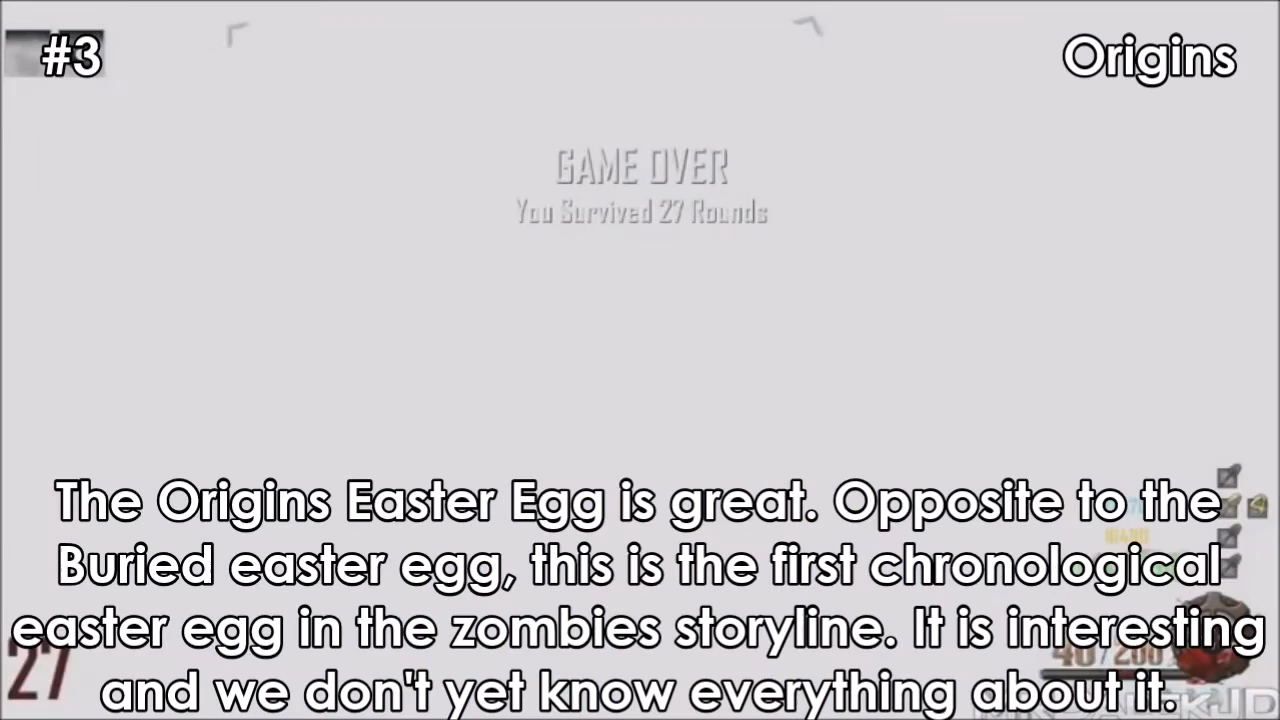 #3
Origins
GAME OVER
You Survived 27 Rounds
The Origins Easter Egg is great. Opposite to the
Buried easter egg, this is the first chronological
easter egg in the zombies storyline. It is interesting
and we don't yet know everything about it.
40/200
27